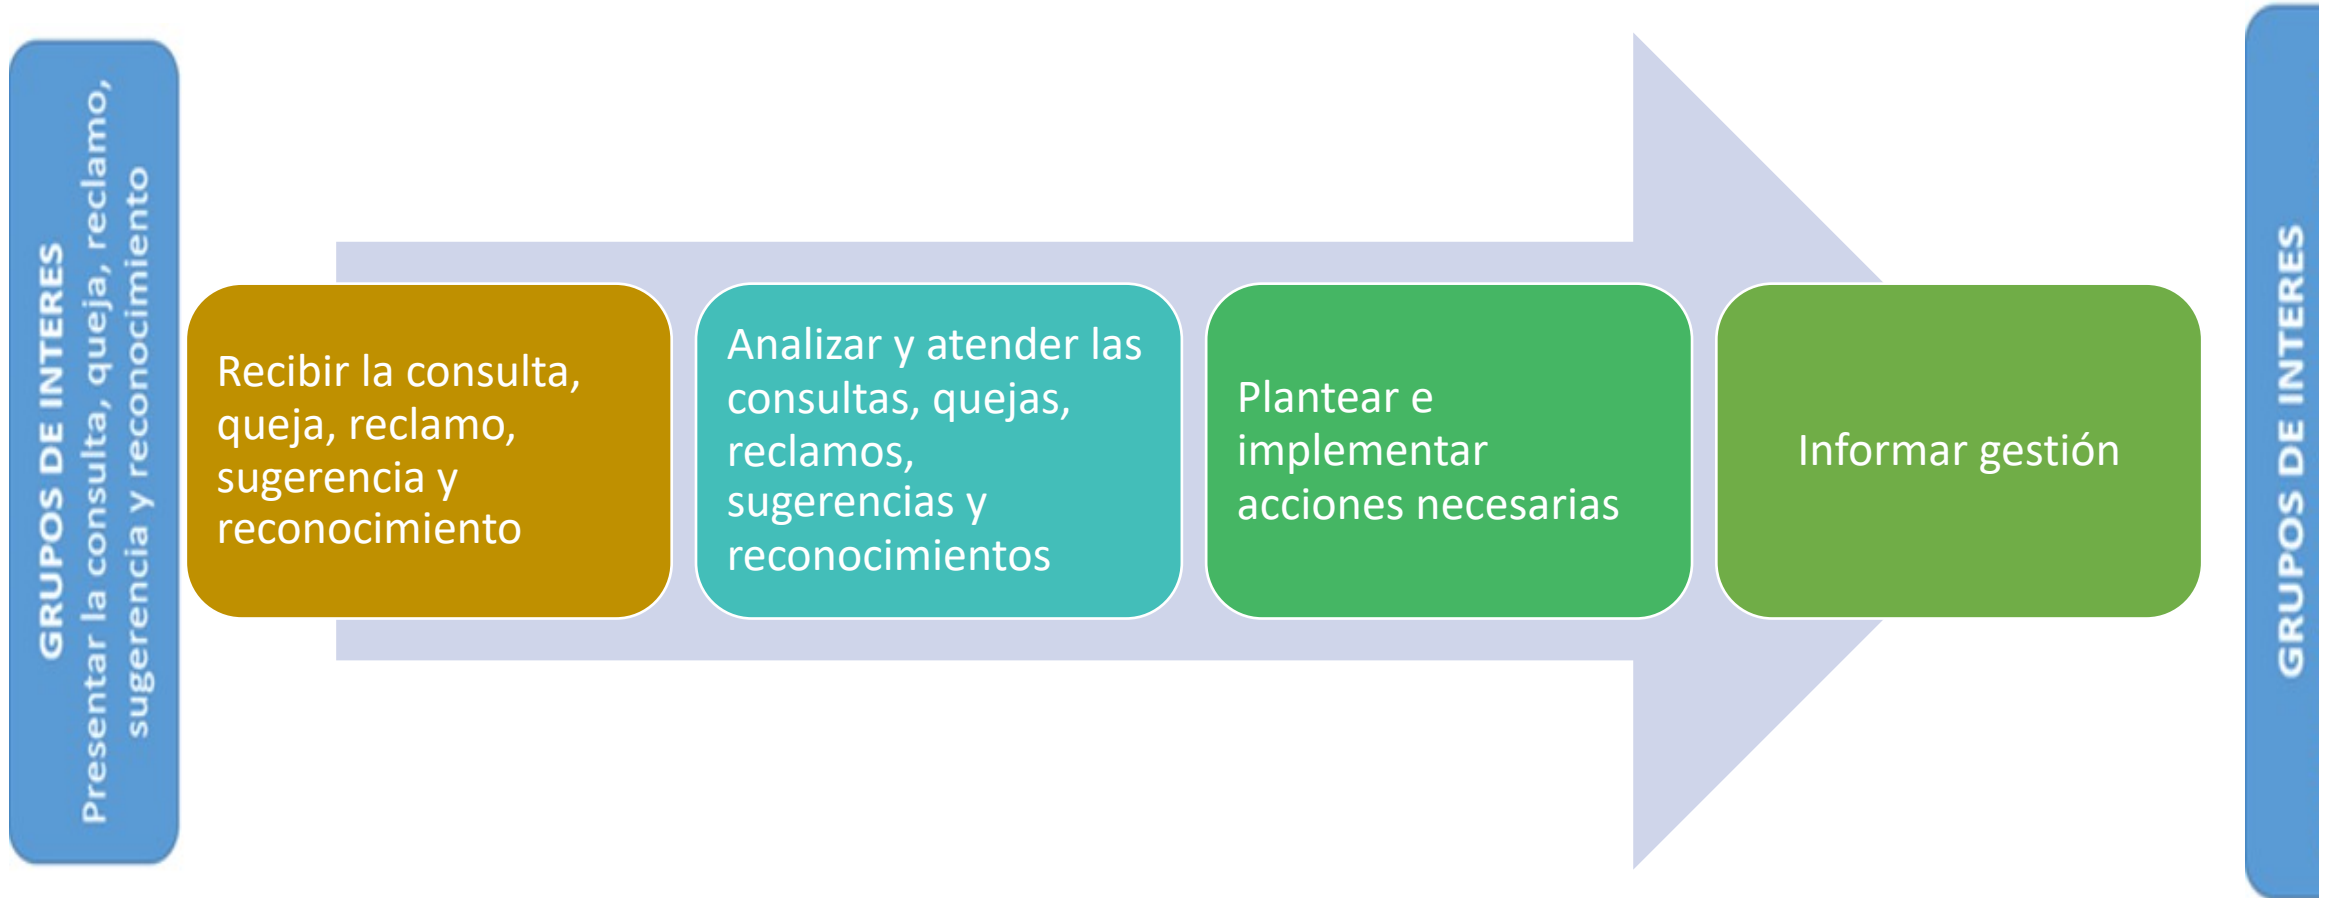 GRUPOS DE INTERES
Presentar la consulta, queja, reclamo,
sugerencia y reconocimiento
Recibir la consulta,
queja, reclamo,
sugerencia y
reconocimiento
Analizar y atender las
consultas, quejas,
reclamos,
sugerencias y
reconocimientos
Plantear e
implementar
acciones necesarias
Informar gestión
GRUPOS DE INTERES